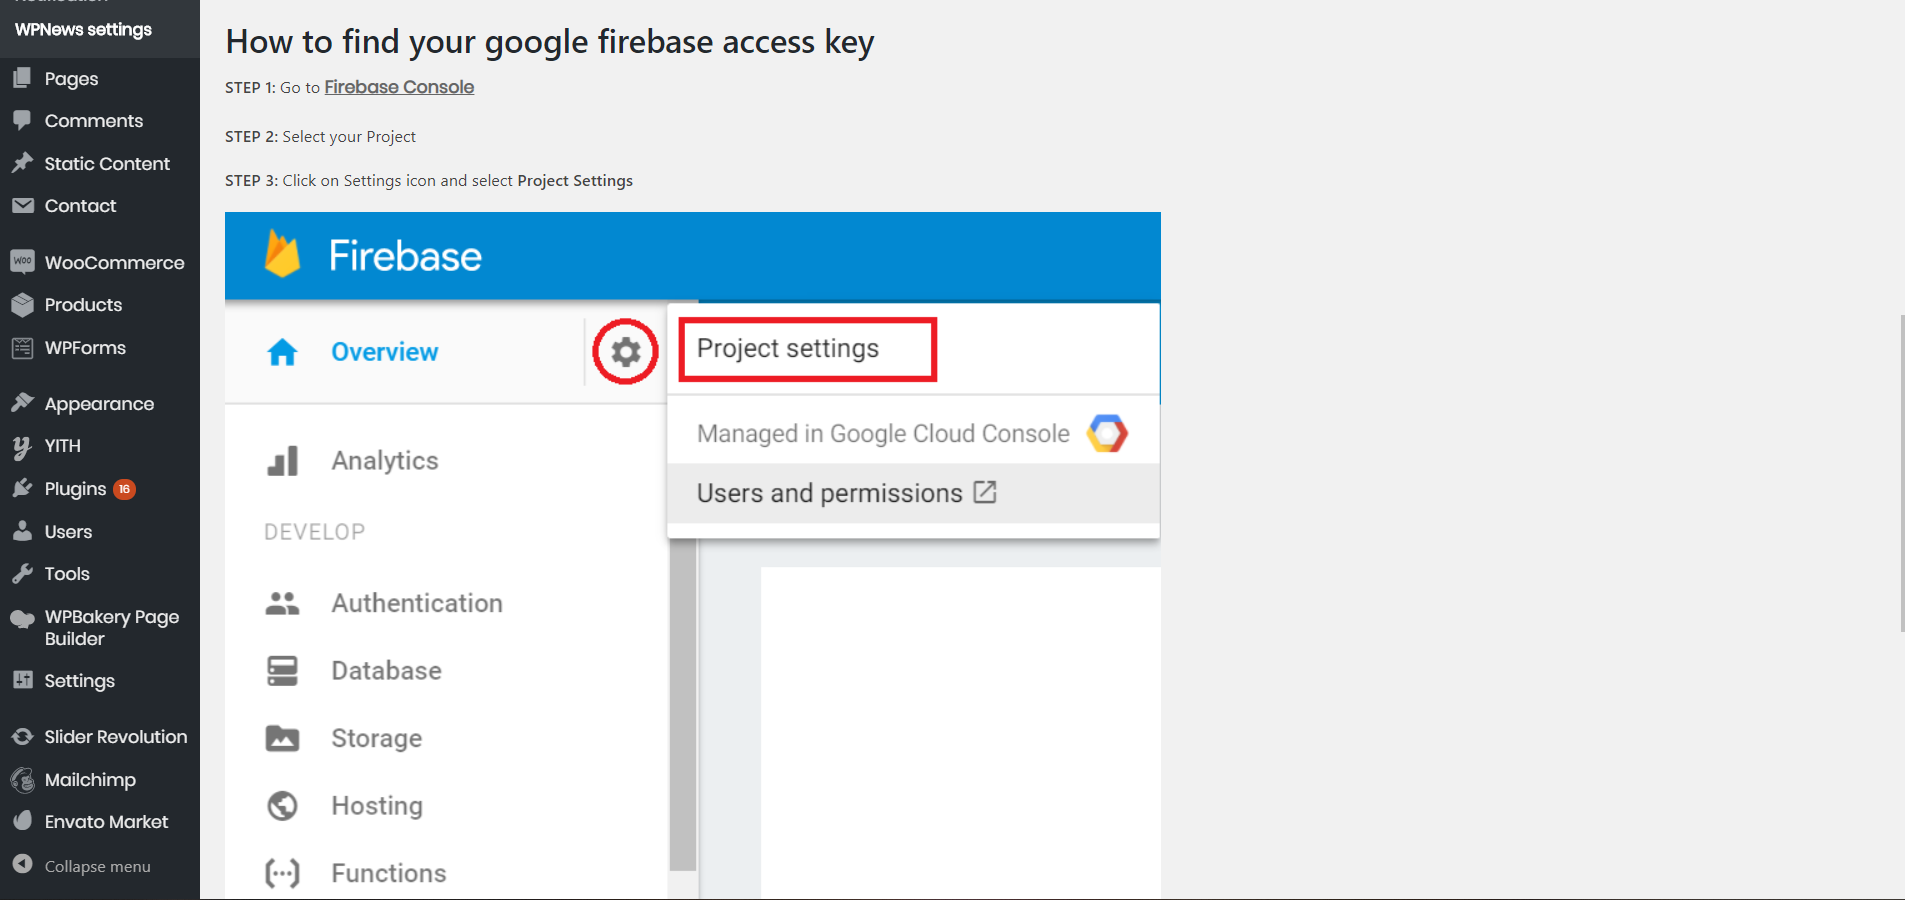 WPNews settings
Pages
Comments
Static Content
Contact
WooCommerce
Products
WPForms
Appearance
YITH
Plugins 16
Users
Tools
WPBakery Page
Builder
Settings
Slider Revolution
Mailchimp
Envato Market
Collapse menu
How to find your google firebase access key
STEP 1: Go to Firebase Console
STEP 2: Select your Project
STEP 3: Click on Settings icon and select Project Settings
Firebase
Overview
Project settings
Managed in Google Cloud Console
Users and permissions
Analytics
DEVELOP
Authentication
Database
Storage
Hosting
Functions